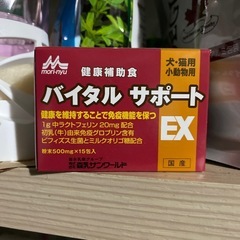 mori-nyu
健康補助食
犬・猫用
小動物用
バイタル サポート
健康を維持することで免疫機能を保つ
EX
1g中ラクトフェリン 20mg 配合
初乳(牛)由来免疫グロブリン含有
ビフィズス生菌とミルクオリゴ糖配合
粉末500mg×15包入
森乳サンワールド
国産